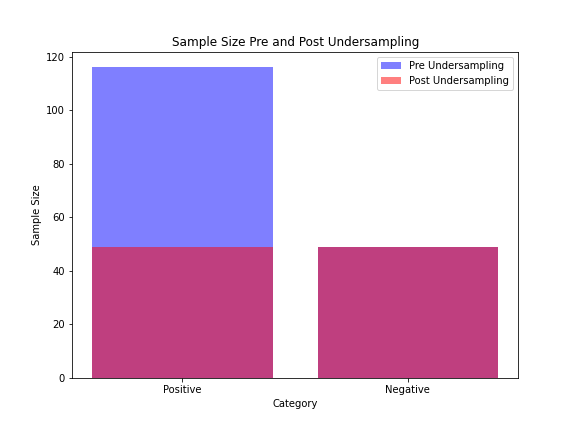 Sample Size Pre and Post Undersampling
Pre Undersampling
Post Undersampling
120
100
80
60
40
20
0
Sample Size
Positive
Negative
Category